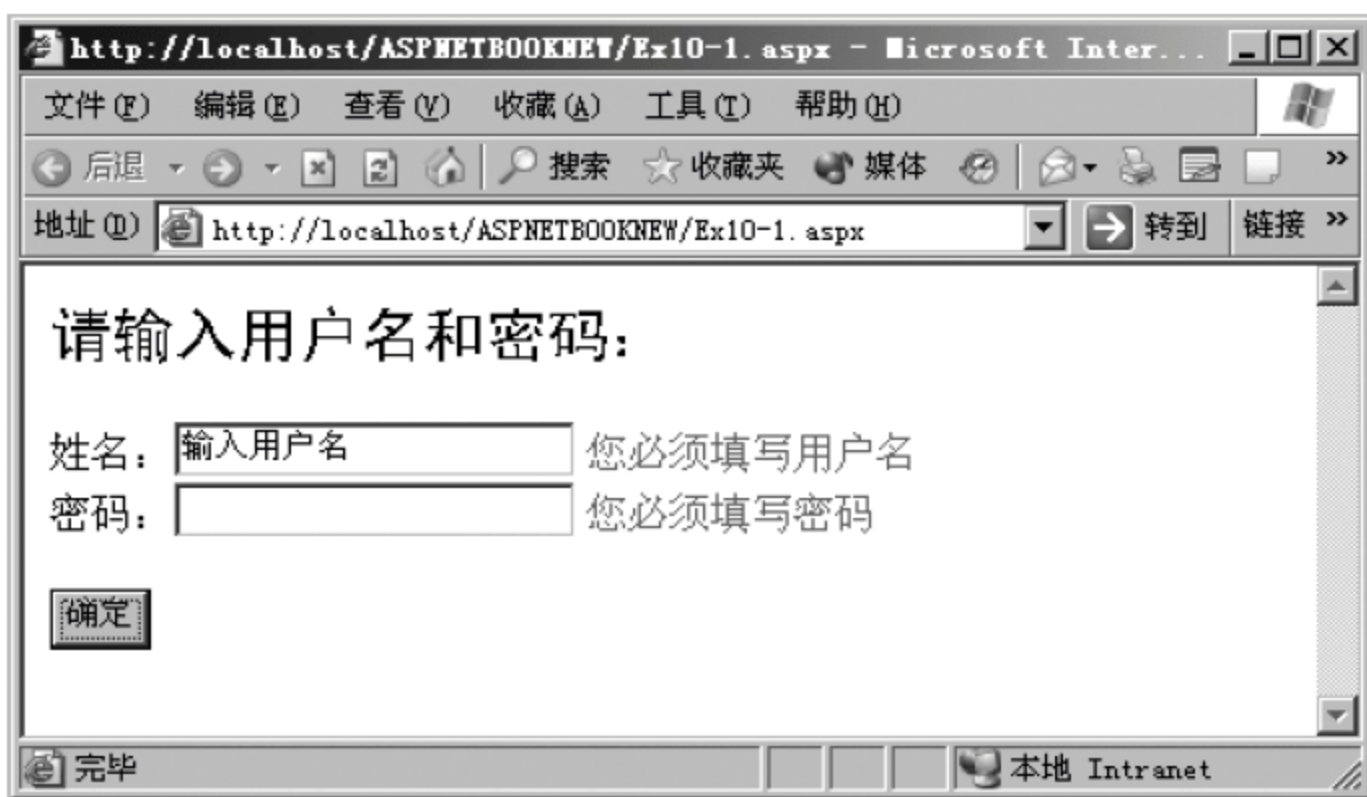 http://localhost/ASPNETBOOKNEW/Ex10-1.aspx - Microsoft Inter...
文件(F) 编辑(E) 查看(V) 收藏(A) 工具(T) 帮助(H)
后退 搜索 收藏夹 媒体 »
地址(D) http://localhost/ASPNETBOOKNEW/Ex10-1.aspx 转到 链接 »
请输入用户名和密码：
姓名：输入用户名 您必须填写用户名
密码： 您必须填写密码
确定
完毕 本地 Intranet